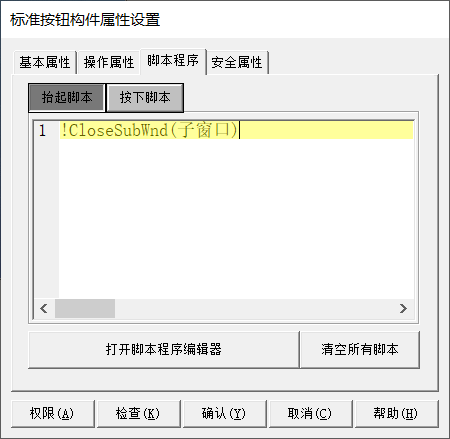 标准按钮构件属性设置
基本属性 操作属性 脚本程序 安全属性
抬起脚本 按下脚本
1 !CloseSubWnd(子窗口)
打开脚本程序编辑器 清空所有脚本
权限(A) 检查(K) 确认(Y) 取消(C) 帮助(H)